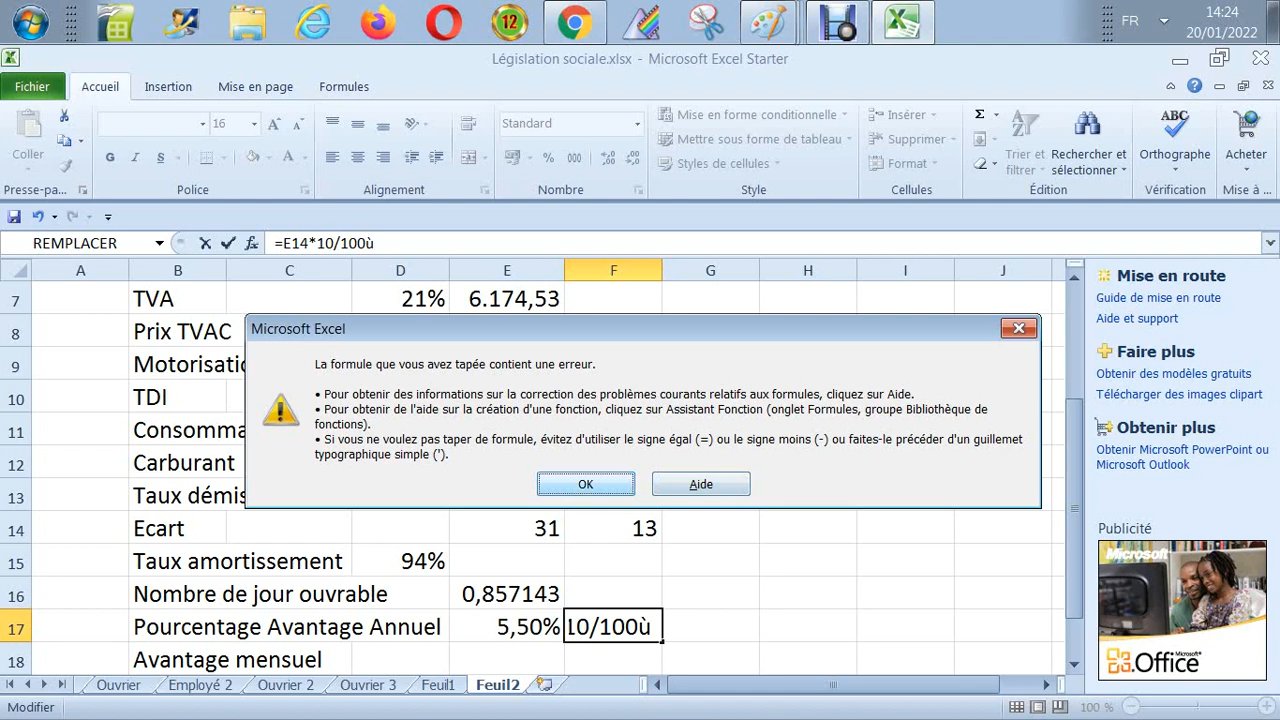 12
FR
14:24
20/01/2022
Législation sociale.xlsx - Microsoft Excel Starter
Fichier
Accueil
Insertion
Mise en page
Formules
Coller
Presse-pa...
16
A A
G I S
A
Police
Alignement
Standard
% 000
Nombre
Mise en forme conditionnelle
Mettre sous forme de tableau
Styles de cellules
Style
Insérer
Supprimer
Format
Cellules
Σ
Trier et filtrer
Rechercher et sélectionner
Édition
ABC
Orthographe
Vérification
Acheter
Mise à ...
REMPLACER
fx
=E14*10/100ù
A B C D E F G H I J
7 TVA 21% 6.174,53
8 Prix TVAC
9 Motorisatio
10 TDI
11 Consomma
12 Carburant
13 Taux démis
14 Ecart 31 13
15 Taux amortissement 94%
16 Nombre de jour ouvrable 0,857143
17 Pourcentage Avantage Annuel 5,50% 10/100ù
18 Avantage mensuel
Microsoft Excel
La formule que vous avez tapée contient une erreur.
• Pour obtenir des informations sur la correction des problèmes courants relatifs aux formules, cliquez sur Aide.
• Pour obtenir de l'aide sur la création d'une fonction, cliquez sur Assistant Fonction (onglet Formules, groupe Bibliothèque de
fonctions).
• Si vous ne voulez pas taper de formule, évitez d'utiliser le signe égal (=) ou le signe moins (-) ou faites-le précéder d'un guillemet
typographique simple (').
OK
Aide
Mise en route
Guide de mise en route
Aide et support
Faire plus
Obtenir des modèles gratuits
Télécharger des images clipart
Obtenir plus
Obtenir Microsoft PowerPoint ou
Microsoft Outlook
Publicité
Microsoft
Microsoft
Office
Ouvrier
Employé 2
Ouvrier 2
Ouvrier 3
Feuil1
Feuil2
Modifier
100 %